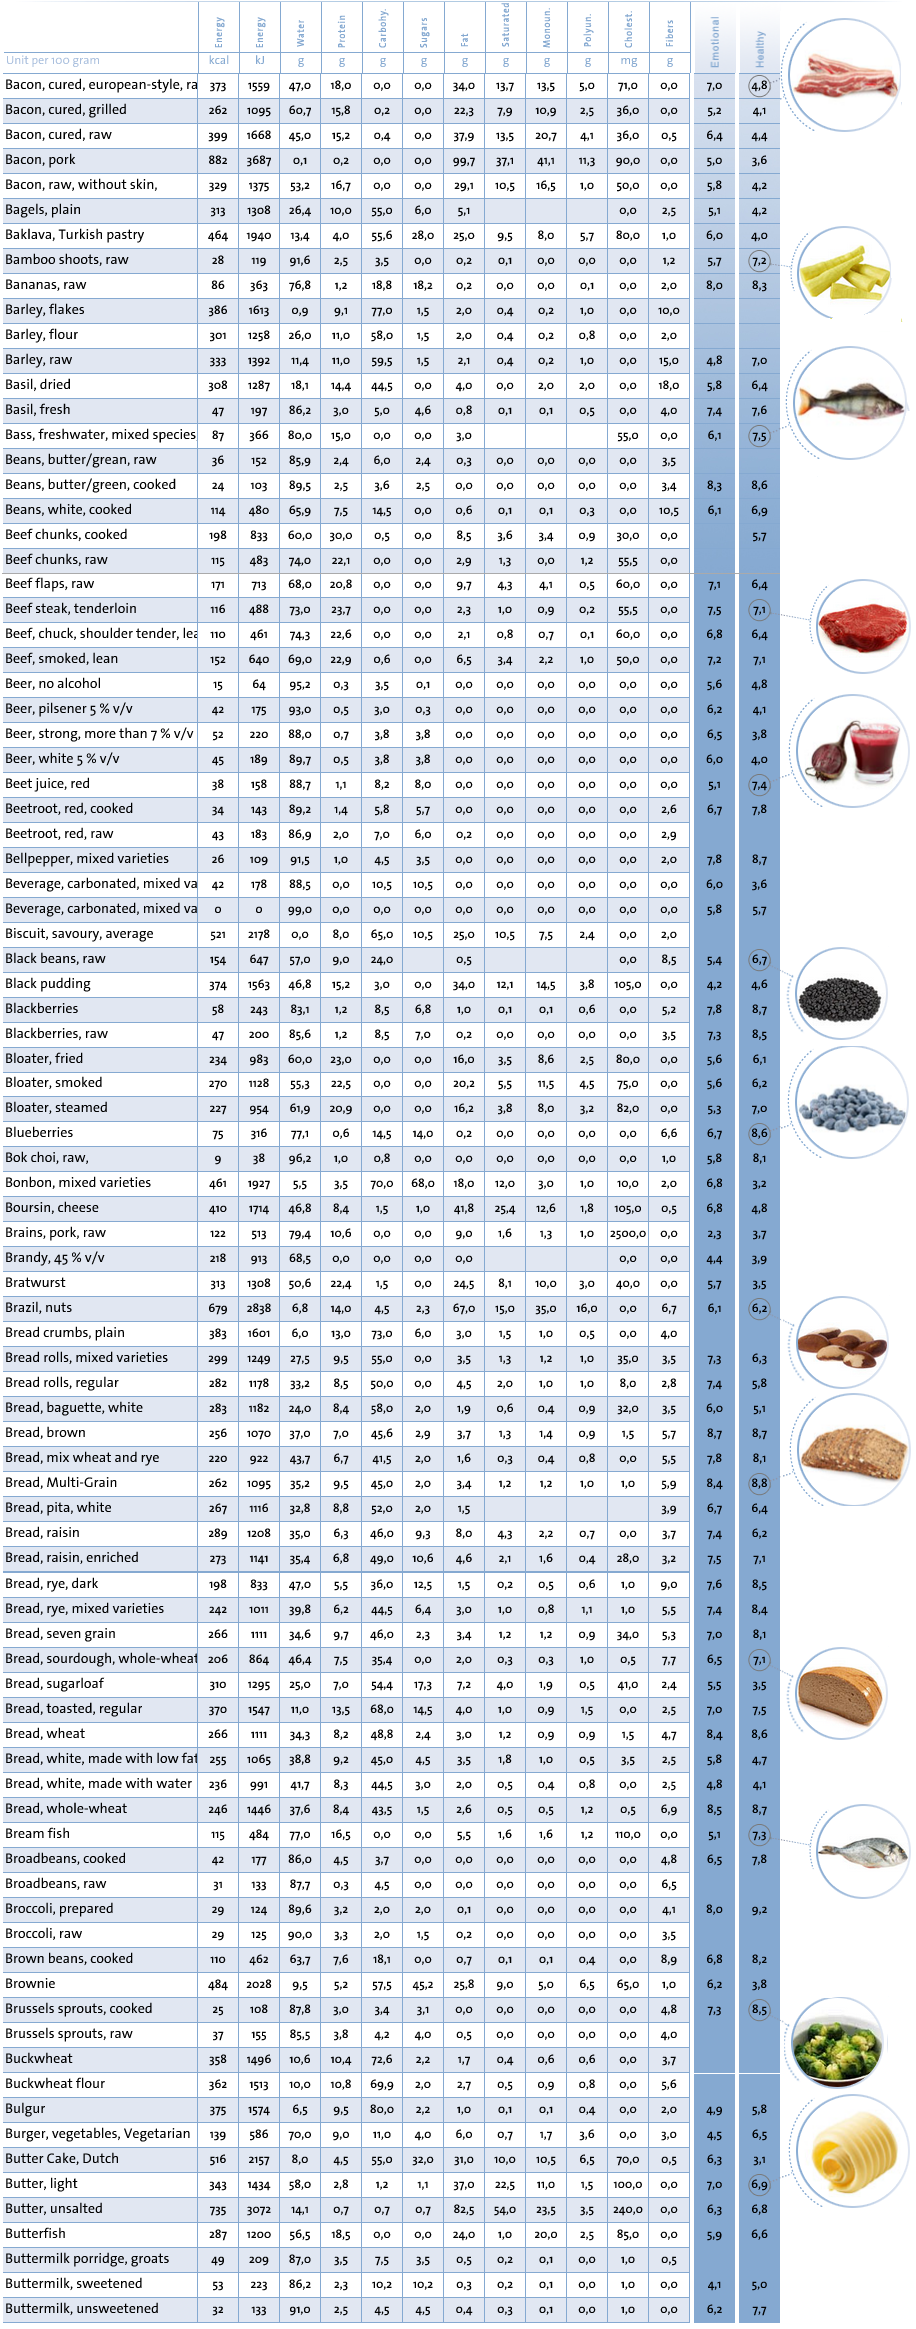 Energy Energy Water Protein Carbohy. Sugars Fat Saturated Monoun. Polyun. Cholest. Fibers Emotional Healthy
Unit per 100 gram kcal kJ g g g g g g g g mg g
Bacon, cured, european-style, ra 373 1559 47,0 18,0 0,0 0,0 34,0 13,7 13,5 5,0 71,0 0,0 7,0 4,8
Bacon, cured, grilled 262 1095 60,7 15,8 0,2 0,0 22,3 7,9 10,9 2,5 36,0 0,0 5,2 4,1
Bacon, cured, raw 399 1668 45,0 15,2 0,4 0,0 37,9 13,5 20,7 4,1 36,0 0,5 6,4 4,4
Bacon, pork 882 3687 0,1 0,2 0,0 0,0 99,7 37,1 41,1 11,3 90,0 0,0 5,0 3,6
Bacon, raw, without skin, 329 1375 53,2 16,7 0,0 0,0 29,1 10,5 16,5 1,0 50,0 0,0 5,8 4,2
Bagels, plain 313 1308 26,4 10,0 55,0 6,0 5,1 0,0 2,5 5,1 4,2
Baklava, Turkish pastry 464 1940 13,4 4,0 55,6 28,0 25,0 9,5 8,0 5,7 80,0 1,0 6,0 4,0
Bamboo shoots, raw 28 119 91,6 2,5 3,5 0,0 0,2 0,1 0,0 0,0 0,0 1,2 5,7 7,2
Bananas, raw 86 363 76,8 1,2 18,8 18,2 0,2 0,0 0,0 0,1 0,0 2,0 8,0 8,3
Barley, flakes 386 1613 0,9 9,1 77,0 1,5 2,0 0,4 0,2 1,0 0,0 10,0
Barley, flour 301 1258 26,0 11,0 58,0 1,5 2,0 0,4 0,2 0,8 0,0 2,0
Barley, raw 333 1392 11,4 11,0 59,5 1,5 2,1 0,4 0,2 1,0 0,0 15,0 4,8 7,0
Basil, dried 308 1287 18,1 14,4 44,5 0,0 4,0 0,0 2,0 2,0 0,0 18,0 5,8 6,4
Basil, fresh 47 197 86,2 3,0 5,0 4,6 0,8 0,1 0,1 0,5 0,0 4,0 7,4 7,6
Bass, freshwater, mixed species, 87 366 80,0 15,0 0,0 0,0 3,0 55,0 0,0 6,1 7,5
Beans, butter/grean, raw 36 152 85,9 2,4 6,0 2,4 0,3 0,0 0,0 0,0 0,0 3,5
Beans, butter/green, cooked 24 103 89,5 2,5 3,6 2,5 0,0 0,0 0,0 0,0 0,0 3,4 8,3 8,6
Beans, white, cooked 114 480 65,9 7,5 14,5 0,0 0,6 0,1 0,1 0,3 0,0 10,5 6,1 6,9
Beef chunks, cooked 198 833 60,0 30,0 0,5 0,0 8,5 3,6 3,4 0,9 30,0 0,0 5,7
Beef chunks, raw 115 483 74,0 22,1 0,0 0,0 2,9 1,3 0,0 1,2 55,5 0,0
Beef flaps, raw 171 713 68,0 20,8 0,0 0,0 9,7 4,3 4,1 0,5 60,0 0,0 7,1 6,4
Beef steak, tenderloin 116 488 73,0 23,7 0,0 0,0 2,3 1,0 0,9 0,2 55,5 0,0 7,5 7,1
Beef, chuck, shoulder tender, lea 110 461 74,3 22,6 0,0 0,0 2,1 0,8 0,7 0,1 60,0 0,0 6,8 6,4
Beef, smoked, lean 152 640 69,0 22,9 0,6 0,0 6,5 3,4 2,2 1,0 50,0 0,0 7,2 7,1
Beer, no alcohol 15 64 95,2 0,3 3,5 0,1 0,0 0,0 0,0 0,0 0,0 0,0 5,6 4,8
Beer, pilsener 5 % v/v 42 175 93,0 0,5 3,0 0,3 0,0 0,0 0,0 0,0 0,0 0,0 6,2 4,1
Beer, strong, more than 7 % v/v 52 220 88,0 0,7 3,8 3,8 0,0 0,0 0,0 0,0 0,0 0,0 6,5 3,8
Beer, white 5 % v/v 45 189 89,7 0,5 3,8 3,8 0,0 0,0 0,0 0,0 0,0 0,0 6,0 4,0
Beet juice, red 38 158 88,7 1,1 8,2 8,0 0,0 0,0 0,0 0,0 0,0 0,0 5,1 7,4
Beetroot, red, cooked 34 143 89,2 1,4 5,8 5,7 0,0 0,0 0,0 0,0 0,0 2,6 6,7 7,8
Beetroot, red, raw 43 183 86,9 2,0 7,0 6,0 0,2 0,0 0,0 0,0 0,0 2,9
Bellpepper, mixed varieties 26 109 91,5 1,0 4,5 3,5 0,0 0,0 0,0 0,0 0,0 2,0 7,8 8,7
Beverage, carbonated, mixed va 42 178 88,5 0,0 10,5 10,5 0,0 0,0 0,0 0,0 0,0 0,0 6,0 3,6
Beverage, carbonated, mixed va 0 0 99,0 0,0 0,0 0,0 0,0 0,0 0,0 0,0 0,0 0,0 5,8 5,7
Biscuit, savoury, average 521 2178 0,0 8,0 65,0 10,5 25,0 10,5 7,5 2,4 0,0 2,0
Black beans, raw 154 647 57,0 9,0 24,0 0,5 0,0 8,5 5,4 6,7
Black pudding 374 1563 46,8 15,2 3,0 0,0 34,0 12,1 14,5 3,8 105,0 0,0 4,2 4,6
Blackberries 58 243 83,1 1,2 8,5 6,8 1,0 0,1 0,1 0,6 0,0 5,2 7,8 8,7
Blackberries, raw 47 200 85,6 1,2 8,5 7,0 0,2 0,0 0,0 0,0 0,0 3,5 7,3 8,5
Bloater, fried 234 983 60,0 23,0 0,0 0,0 16,0 3,5 8,6 2,5 80,0 0,0 5,6 6,1
Bloater, smoked 270 1128 55,3 22,5 0,0 0,0 20,2 5,5 11,5 4,5 75,0 0,0 5,6 6,2
Bloater, steamed 227 954 61,9 20,9 0,0 0,0 16,2 3,8 8,0 3,2 82,0 0,0 5,3 7,0
Blueberries 75 316 77,1 0,6 14,5 14,0 0,2 0,0 0,0 0,0 0,0 6,6 6,7 8,6
Bok choi, raw, 9 38 96,2 1,0 0,8 0,0 0,0 0,0 0,0 0,0 0,0 1,0 5,8 8,1
Bonbon, mixed varieties 461 1927 5,5 3,5 70,0 68,0 18,0 12,0 3,0 1,0 10,0 2,0 6,8 3,2
Boursin, cheese 410 1714 46,8 8,4 1,5 1,0 41,8 25,4 12,6 1,8 105,0 0,5 6,8 4,8
Brains, pork, raw 122 513 79,4 10,6 0,0 0,0 9,0 1,6 1,3 1,0 2500,0 0,0 2,3 3,7
Brandy, 45 % v/v 218 913 68,5 0,0 0,0 0,0 0,0 0,0 0,0 4,4 3,9
Bratwurst 313 1308 50,6 22,4 1,5 0,0 24,5 8,1 10,0 3,0 40,0 0,0 5,7 3,5
Brazil, nuts 679 2838 6,8 14,0 4,5 2,3 67,0 15,0 35,0 16,0 0,0 6,7 6,1 6,2
Bread crumbs, plain 383 1601 6,0 13,0 73,0 6,0 3,0 1,5 1,0 0,5 0,0 4,0
Bread rolls, mixed varieties 299 1249 27,5 9,5 55,0 0,0 3,5 1,3 1,2 1,0 35,0 3,5 7,3 6,3
Bread rolls, regular 282 1178 33,2 8,5 50,0 0,0 4,5 2,0 1,0 1,0 8,0 2,8 7,4 5,8
Bread, baguette, white 283 1182 24,0 8,4 58,0 2,0 1,9 0,6 0,4 0,9 32,0 3,5 6,0 5,1
Bread, brown 256 1070 37,0 7,0 45,6 2,9 3,7 1,3 1,4 0,9 1,5 5,7 8,7 8,7
Bread, mix wheat and rye 220 922 43,7 6,7 41,5 2,0 1,6 0,3 0,4 0,8 0,0 5,5 7,8 8,1
Bread, Multi-Grain 262 1095 35,2 9,5 45,0 2,0 3,4 1,2 1,2 1,0 1,0 5,9 8,4 8,8
Bread, pita, white 267 1116 32,8 8,8 52,0 2,0 1,5 3,9 6,7 6,4
Bread, raisin 289 1208 35,0 6,3 46,0 9,3 8,0 4,3 2,2 0,7 0,0 3,7 7,4 6,2
Bread, raisin, enriched 273 1141 35,4 6,8 49,0 10,6 4,6 2,1 1,6 0,4 28,0 3,2 7,5 7,1
Bread, rye, dark 198 833 47,0 5,5 36,0 12,5 1,5 0,2 0,5 0,6 1,0 9,0 7,6 8,5
Bread, rye, mixed varieties 242 1011 39,8 6,2 44,5 6,4 3,0 1,0 0,8 1,1 1,0 5,5 7,4 8,4
Bread, seven grain 266 1111 34,6 9,7 46,0 2,3 3,4 1,2 1,2 0,9 34,0 5,3 7,0 8,1
Bread, sourdough, whole-wheat 206 864 46,4 7,5 35,4 0,0 2,0 0,3 0,3 1,0 0,5 7,7 6,5 7,1
Bread, sugarloaf 310 1295 25,0 7,0 54,4 17,3 7,2 4,0 1,9 0,5 41,0 2,4 5,5 3,5
Bread, toasted, regular 370 1547 11,0 13,5 68,0 14,5 4,0 1,0 0,9 1,5 0,0 2,5 7,0 7,5
Bread, wheat 266 1111 34,3 8,2 48,8 2,4 3,0 1,2 0,9 0,9 1,5 4,7 8,4 8,6
Bread, white, made with low fat 255 1065 38,8 9,2 45,0 4,5 3,5 1,8 1,0 0,5 3,5 2,5 5,8 4,7
Bread, white, made with water 236 991 41,7 8,3 44,5 3,0 2,0 0,5 0,4 0,8 0,0 2,5 4,8 4,1
Bread, whole-wheat 246 1446 37,6 8,4 43,5 1,5 2,6 0,5 0,5 1,2 0,5 6,9 8,5 8,7
Bream fish 115 484 77,0 16,5 0,0 0,0 5,5 1,6 1,6 1,2 110,0 0,0 5,1 7,3
Broadbeans, cooked 42 177 86,0 4,5 3,7 0,0 0,0 0,0 0,0 0,0 0,0 4,8 6,5 7,8
Broadbeans, raw 31 133 87,7 0,3 4,5 0,0 0,0 0,0 0,0 0,0 0,0 6,5
Broccoli, prepared 29 124 89,6 3,2 2,0 2,0 0,1 0,0 0,0 0,0 0,0 4,1 8,0 9,2
Broccoli, raw 29 125 90,0 3,3 2,0 1,5 0,2 0,0 0,0 0,0 0,0 3,5
Brown beans, cooked 110 462 63,7 7,6 18,1 0,0 0,7 0,1 0,1 0,4 0,0 8,9 6,8 8,2
Brownie 484 2028 9,5 5,2 57,5 45,2 25,8 9,0 5,0 6,5 65,0 1,0 6,2 3,8
Brussels sprouts, cooked 25 108 87,8 3,0 3,4 3,1 0,0 0,0 0,0 0,0 0,0 4,8 7,3 8,5
Brussels sprouts, raw 37 155 85,5 3,8 4,2 4,0 0,5 0,0 0,0 0,0 0,0 4,0
Buckwheat 358 1496 10,6 10,4 72,6 2,2 1,7 0,4 0,6 0,6 0,0 3,7
Buckwheat flour 362 1513 10,0 10,8 69,9 2,0 2,7 0,5 0,9 0,8 0,0 5,6
Bulgur 375 1574 6,5 9,5 80,0 2,2 1,0 0,1 0,1 0,4 0,0 2,0 4,9 5,8
Burger, vegetables, Vegetarian 139 586 70,0 9,0 11,0 4,0 6,0 0,7 1,7 3,6 0,0 3,0 4,5 6,5
Butter Cake, Dutch 516 2157 8,0 4,5 55,0 32,0 31,0 10,0 10,5 6,5 70,0 0,5 6,3 3,1
Butter, light 343 1434 58,0 2,8 1,2 1,1 37,0 22,5 11,0 1,5 100,0 0,0 7,0 6,9
Butter, unsalted 735 3072 14,1 0,7 0,7 0,7 82,5 54,0 23,5 3,5 240,0 0,0 6,3 6,8
Butterfish 287 1200 56,5 18,5 0,0 0,0 24,0 1,0 20,0 2,5 85,0 0,0 5,9 6,6
Buttermilk porridge, groats 49 209 87,0 3,5 7,5 3,5 0,5 0,2 0,1 0,0 1,0 0,5
Buttermilk, sweetened 53 223 86,2 2,3 10,2 10,2 0,3 0,2 0,1 0,0 1,0 0,0 4,1 5,0
Buttermilk, unsweetened 32 133 91,0 2,5 4,5 4,5 0,4 0,3 0,1 0,0 1,0 0,0 6,2 7,7